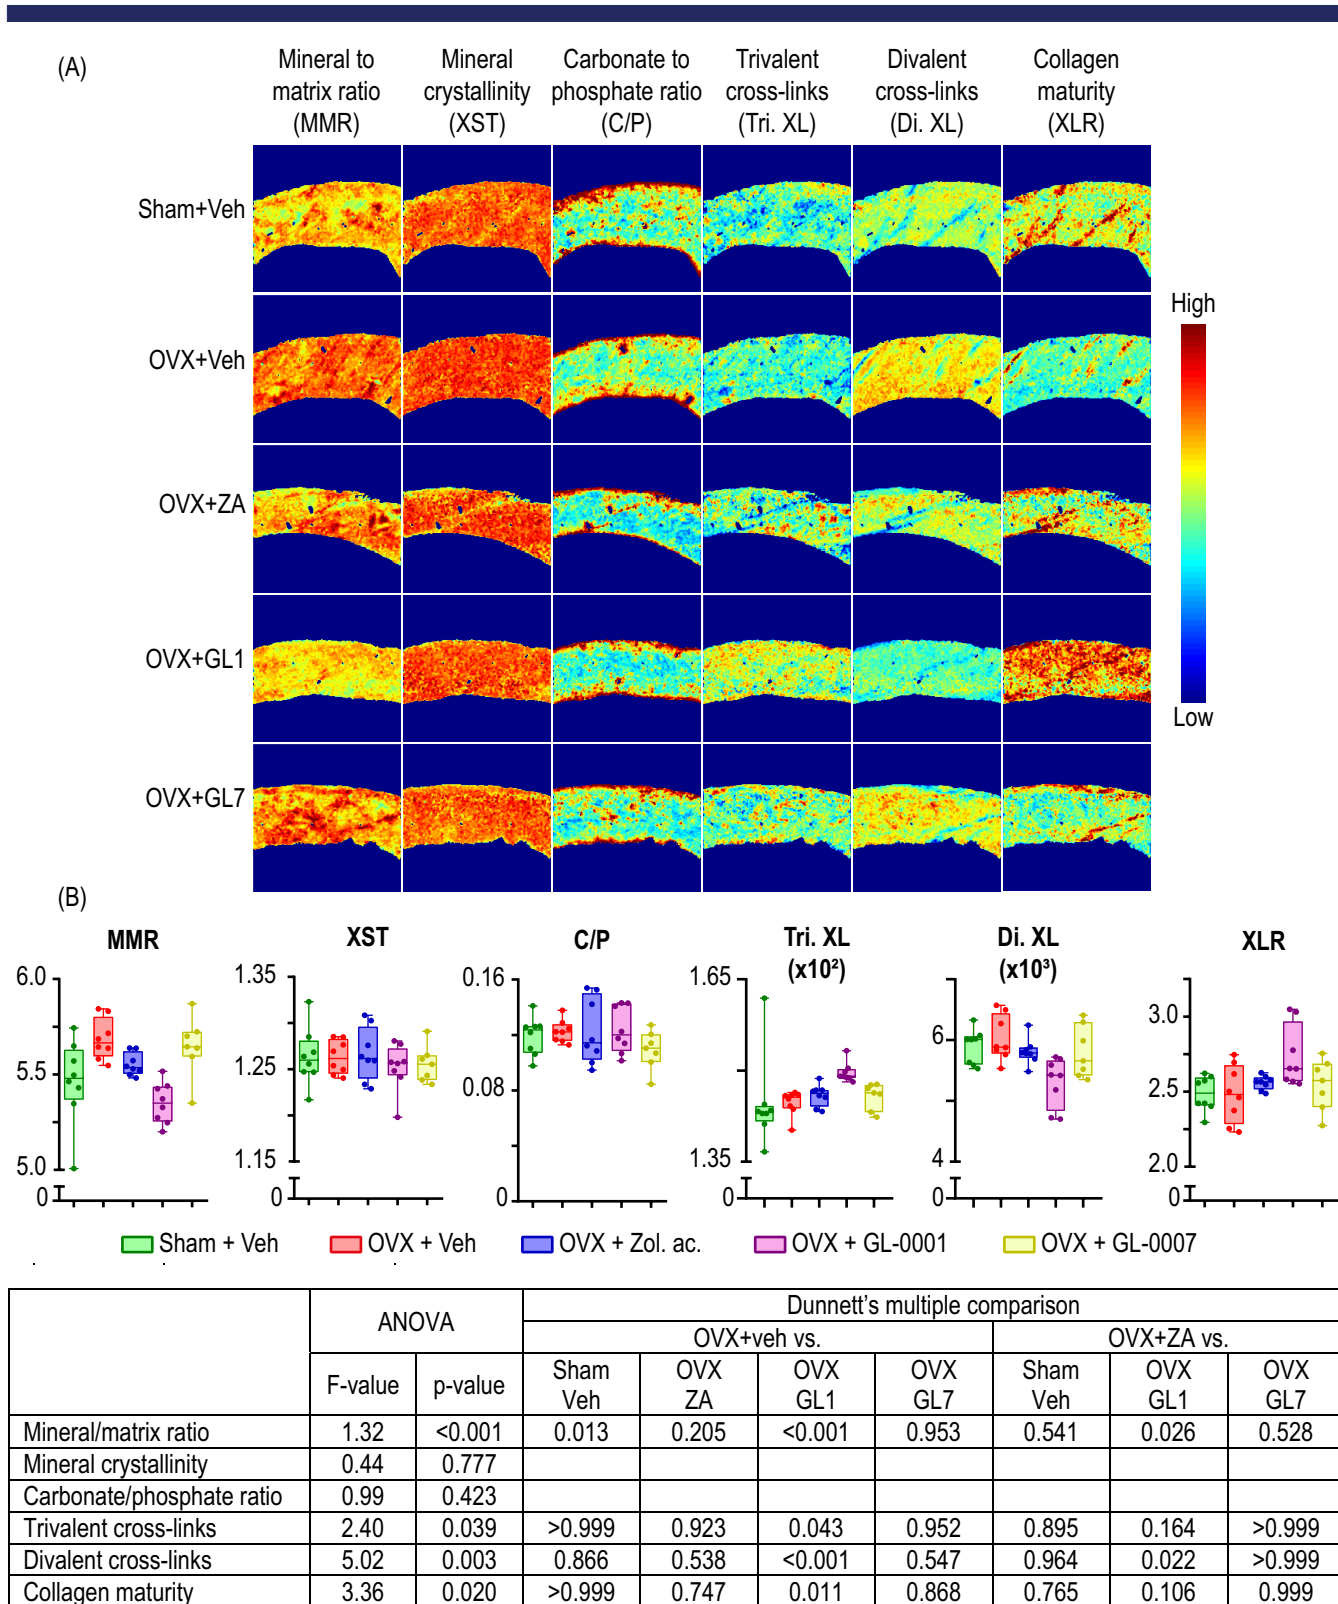 (A)
Mineral to matrix ratio (MMR)
Mineral crystallinity (XST)
Carbonate to phosphate ratio (C/P)
Trivalent cross-links (Tri. XL)
Divalent cross-links (Di. XL)
Collagen maturity (XLR)
Sham+Veh
OVX+Veh
OVX+ZA
OVX+GL1
OVX+GL7
High
Low
(B)
MMR
6.0
5.5
5.0
0
XST
1.35
1.25
1.15
0
C/P
0.16
0.08
0
Tri. XL
(x10²)
1.65
1.35
0
Di. XL
(x10³)
6
4
0
XLR
3.0
2.5
2.0
0
Sham + Veh OVX + Veh OVX + Zol. ac. OVX + GL-0001 OVX + GL-0007
ANOVA Dunnett's multiple comparison
OVX+veh vs. OVX+ZA vs.
F-value p-value Sham Veh OVX ZA OVX GL1 OVX GL7 Sham Veh OVX GL1 OVX GL7
Mineral/matrix ratio 1.32 <0.001 0.013 0.205 <0.001 0.953 0.541 0.026 0.528
Mineral crystallinity 0.44 0.777
Carbonate/phosphate ratio 0.99 0.423
Trivalent cross-links 2.40 0.039 >0.999 0.923 0.043 0.952 0.895 0.164 >0.999
Divalent cross-links 5.02 0.003 0.866 0.538 <0.001 0.547 0.964 0.022 >0.999
Collagen maturity 3.36 0.020 >0.999 0.747 0.011 0.868 0.765 0.106 0.999